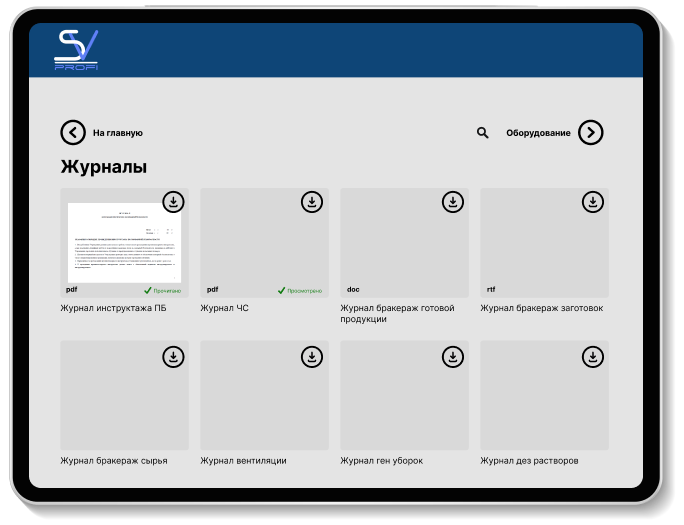 SV
PROFI
На главную
Оборудование
Журналы
pdf
Прочитано
pdf
Просмотрено
doc
rtf
Журнал инструктажа ПБ
Журнал ЧС
Журнал бракераж готовой
продукции
Журнал бракераж заготовок
Журнал бракераж сырья
Журнал вентиляции
Журнал ген уборок
Журнал дез растворов